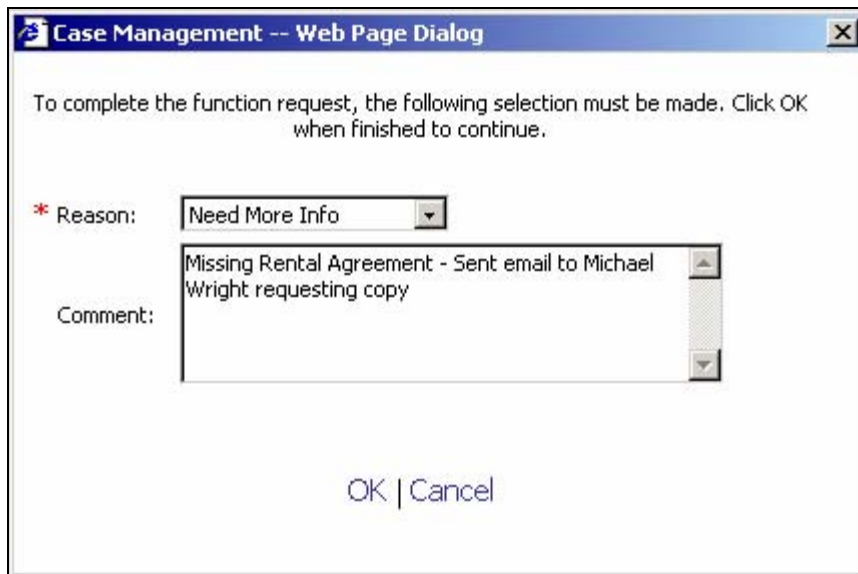 Case Management -- Web Page Dialog
To complete the function request, the following selection must be made. Click OK
when finished to continue.
* Reason: Need More Info
Missing Rental Agreement - Sent email to Michael
Wright requesting copy
Comment:
OK | Cancel